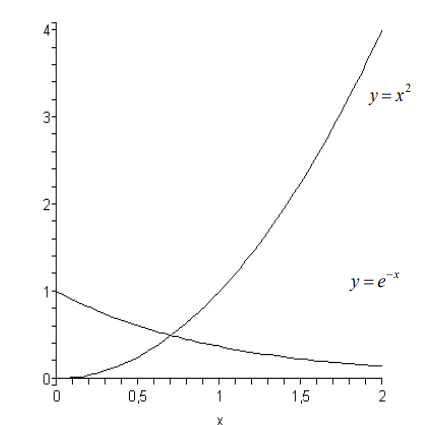 4
y = x²
3
2
y = e⁻ˣ
1
0
0 0,5 1 1,5 2
x